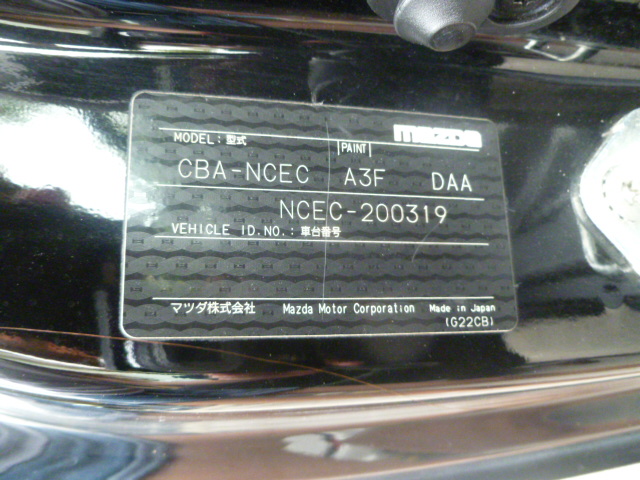 mazda
MODEL: 型式 |PAINT|
CBA-NCEC A3F DAA
NCEC-200319
VEHICLE ID.NO.: 車台番号
マツダ株式会社 Mazda Motor Corporation Made in Japan
(G22CB)